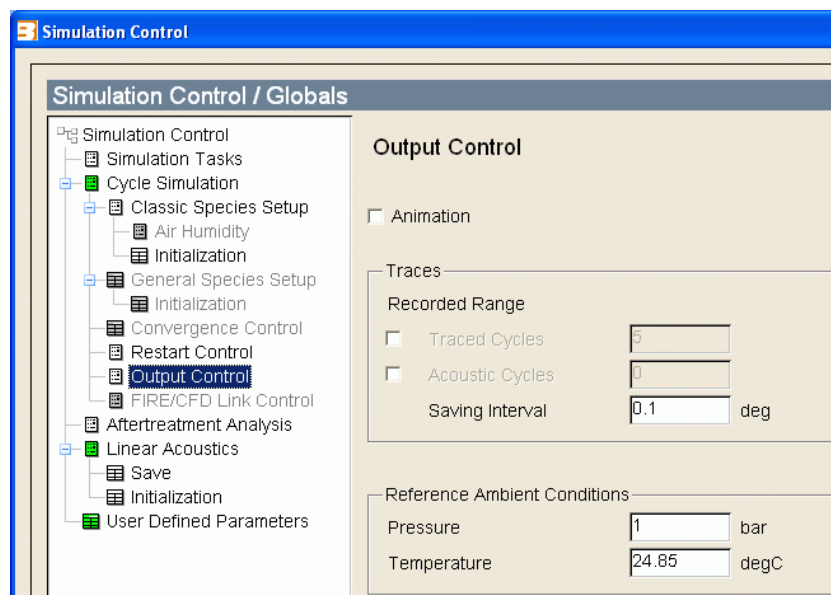 Simulation Control
Simulation Control / Globals
Simulation Control
Simulation Tasks
Cycle Simulation
Classic Species Setup
Air Humidity
Initialization
General Species Setup
Initialization
Convergence Control
Restart Control
Output Control
FIRE/CFD Link Control
Aftertreatment Analysis
Linear Acoustics
Save
Initialization
User Defined Parameters
Output Control
Animation
Traces
Recorded Range
Traced Cycles 5
Acoustic Cycles 0
Saving Interval 0.1 deg
Reference Ambient Conditions
Pressure 1 bar
Temperature 24.85 degC